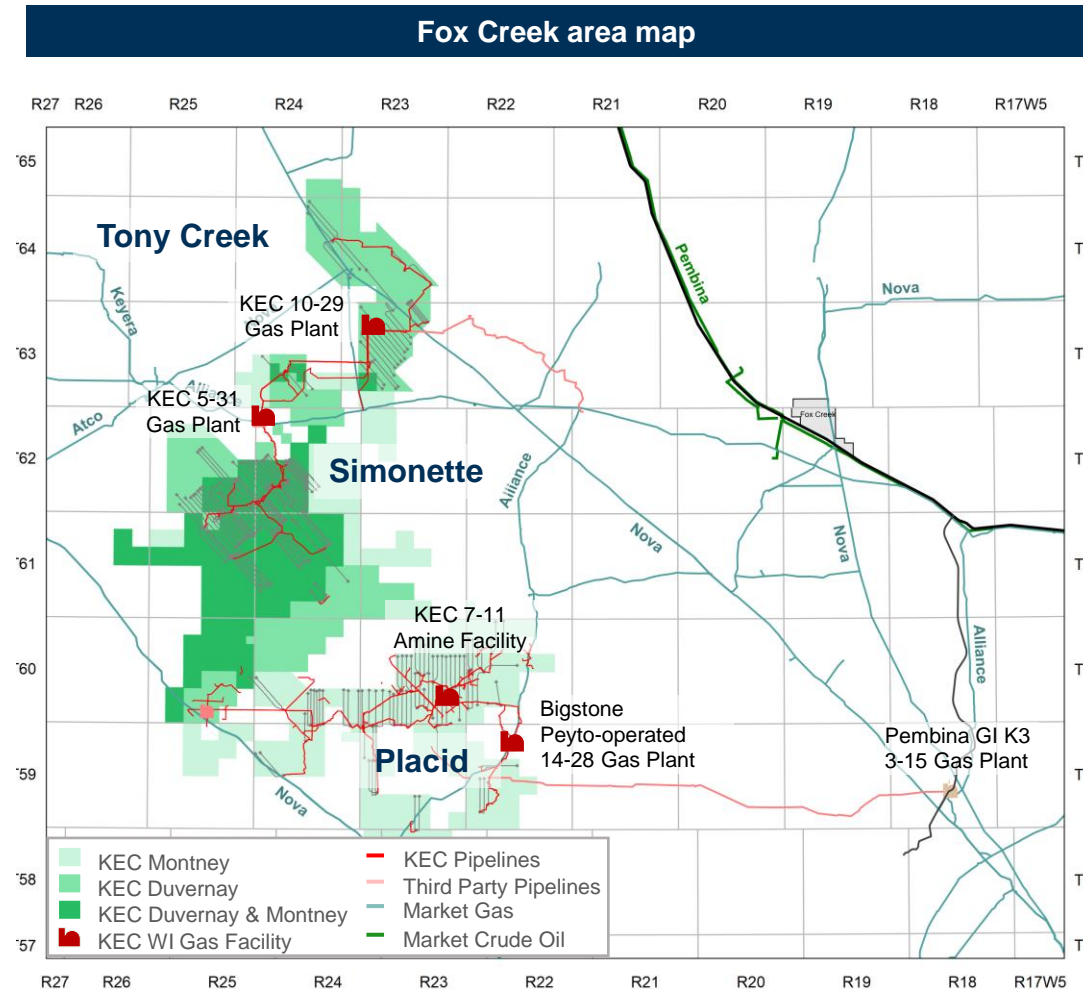 Fox Creek area map
R27 R26 R25 R24 R23 R22 R21 R20 R19 R18 R17W5
'65 T
Tony Creek
'64 T
Pembina
Keyera
Nova
KEC 10-29
Gas Plant
Nova
'63 T
Alliance
KEC 5-31
Gas Plant
Atco
Fox Creek
'62 T
Simonette
Alliance
Nova
Nova
'61 T
KEC 7-11
Amine Facility
Alliance
'60 T
Bigstone
Peyto-operated
14-28 Gas Plant
Pembina GI K3
3-15 Gas Plant
Placid
'59 T
Nova
KEC Montney
KEC Duvernay
KEC Duvernay & Montney
KEC WI Gas Facility
KEC Pipelines
Third Party Pipelines
Market Gas
Market Crude Oil
'58 T
'57 T
R27 R26 R25 R24 R23 R22 R21 R20 R19 R18 R17W5